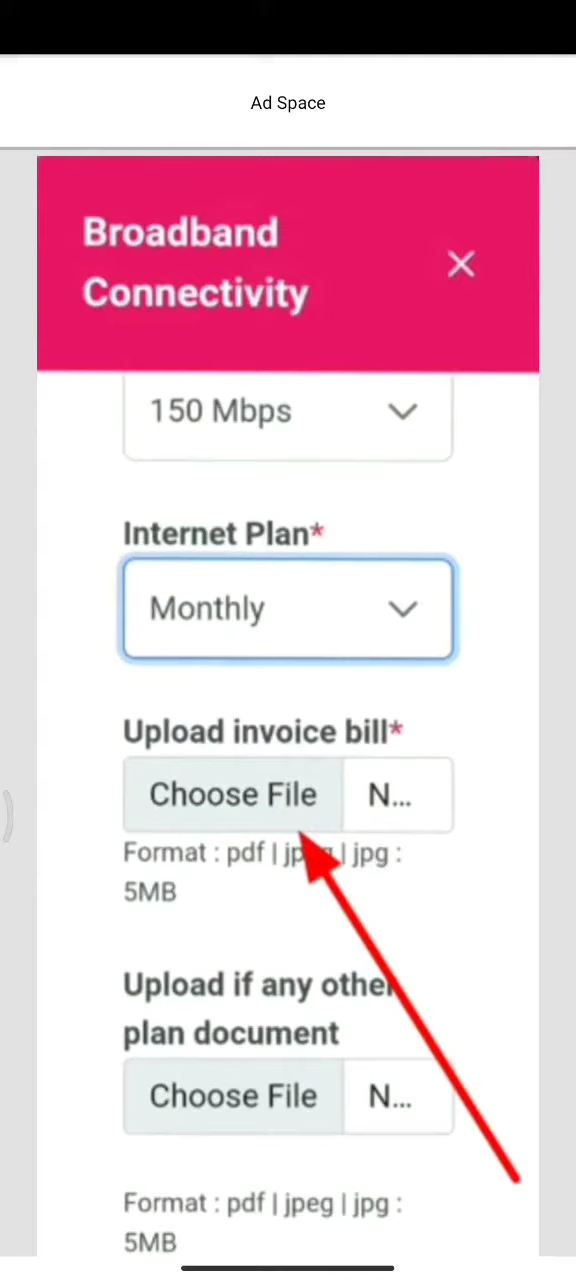 Ad Space
Broadband
Connectivity
150 Mbps
Internet Plan*
Monthly
Upload invoice bill*
Choose File N...
Format : pdf | jpeg | jpg :
5MB
Upload if any other
plan document
Choose File N...
Format : pdf | jpeg | jpg :
5MB